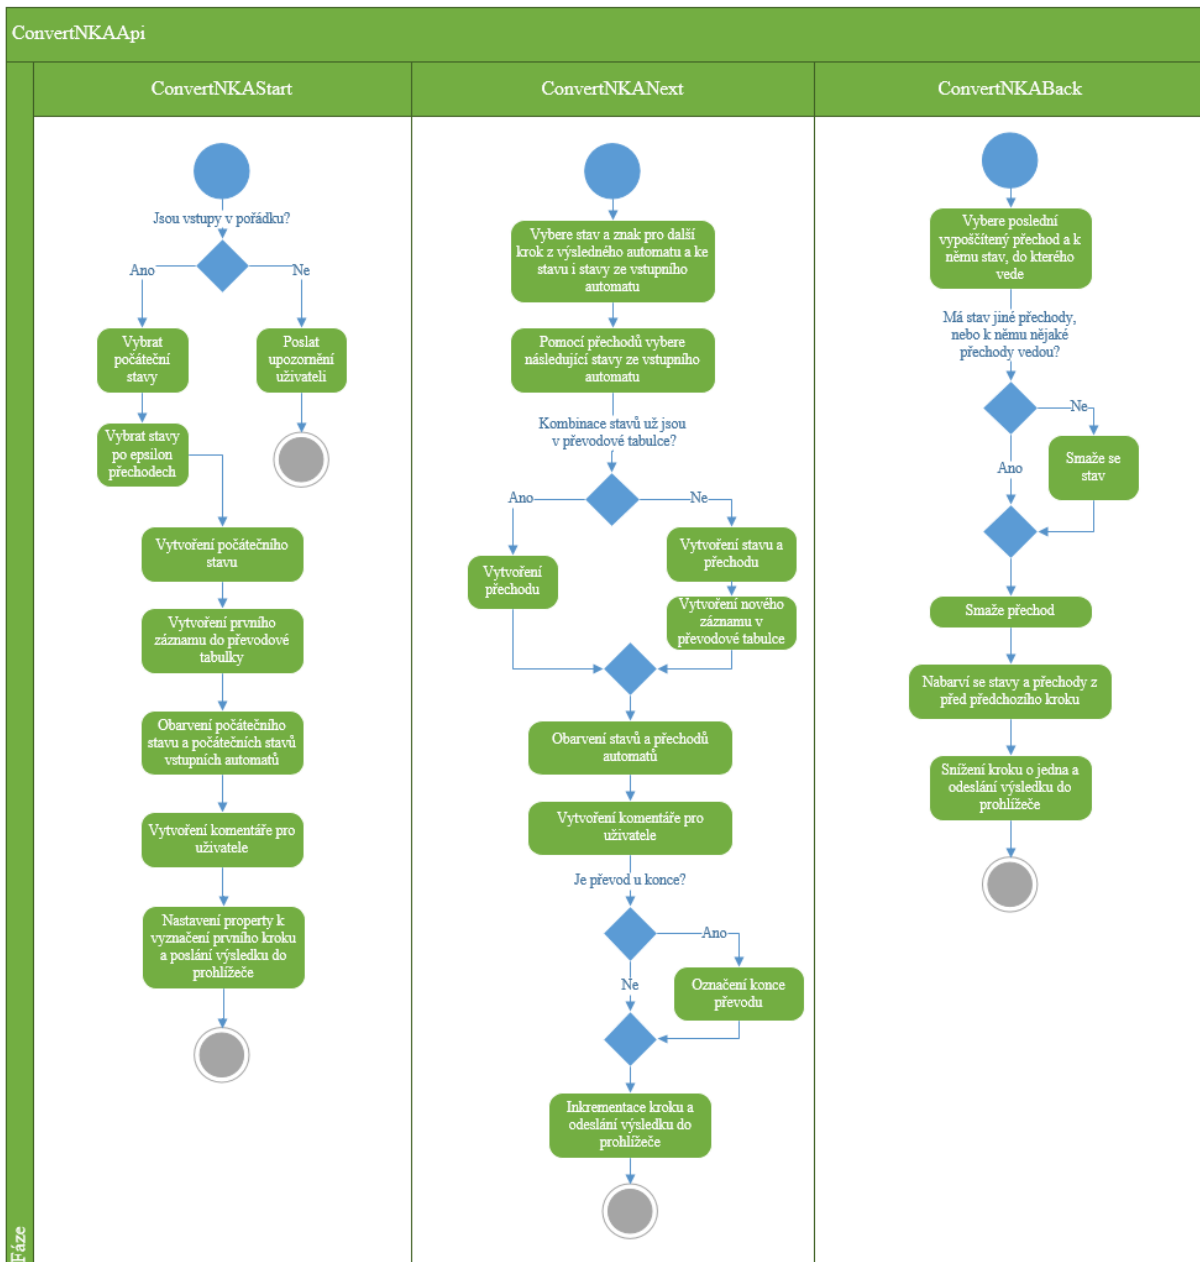 ConvertNKAApi
ConvertNKAStart
ConvertNKANext
ConvertNKABack
Fáze
Jsou vstupy v pořádku?
Ano
Ne
Vybrat
počáteční
stavy
Poslat
upozornění
uživateli
Vybrat stavy
po epsilon
přechodech
Vytvoření počátečního
stavu
Vytvoření prvního
záznamu do převodové
tabulky
Obarvení počátečního
stavu a počátečních stavů
vstupních automatů
Vytvoření komentáře pro
uživatele
Nastavení property k
vyznačení prvního kroku
a poslání výsledku do
prohlížeče
Vybere stav a znak pro další
krok z výsledného automatu a ke
stavu i stavy ze vstupního
automatu
Pomocí přechodů vybere
následující stavy ze vstupního
automatu
Kombinace stavů už jsou
v převodové tabulce?
Ano
Ne
Vytvoření
přechodu
Vytvoření stavu a
přechodu
Vytvoření nového
záznamu v
převodové tabulce
Obarvení stavů a přechodů
automatů
Vytvoření komentáře pro
uživatele
Je převod u konce?
Ano
Ne
Označení konce
převodu
Inkrementace kroku a
odeslání výsledku do
prohlížeče
Vybere poslední
vypoščítený přechod a k
němu stav, do kterého
vede
Má stav jiné přechody,
nebo k němu nějaké
přechody vedou?
Ne
Ano
Smaže se
stav
Smaže přechod
Nabarví se stavy a přechody z
před předchozího kroku
Snížení kroku o jedna a
odeslání výsledku do
prohlížeče